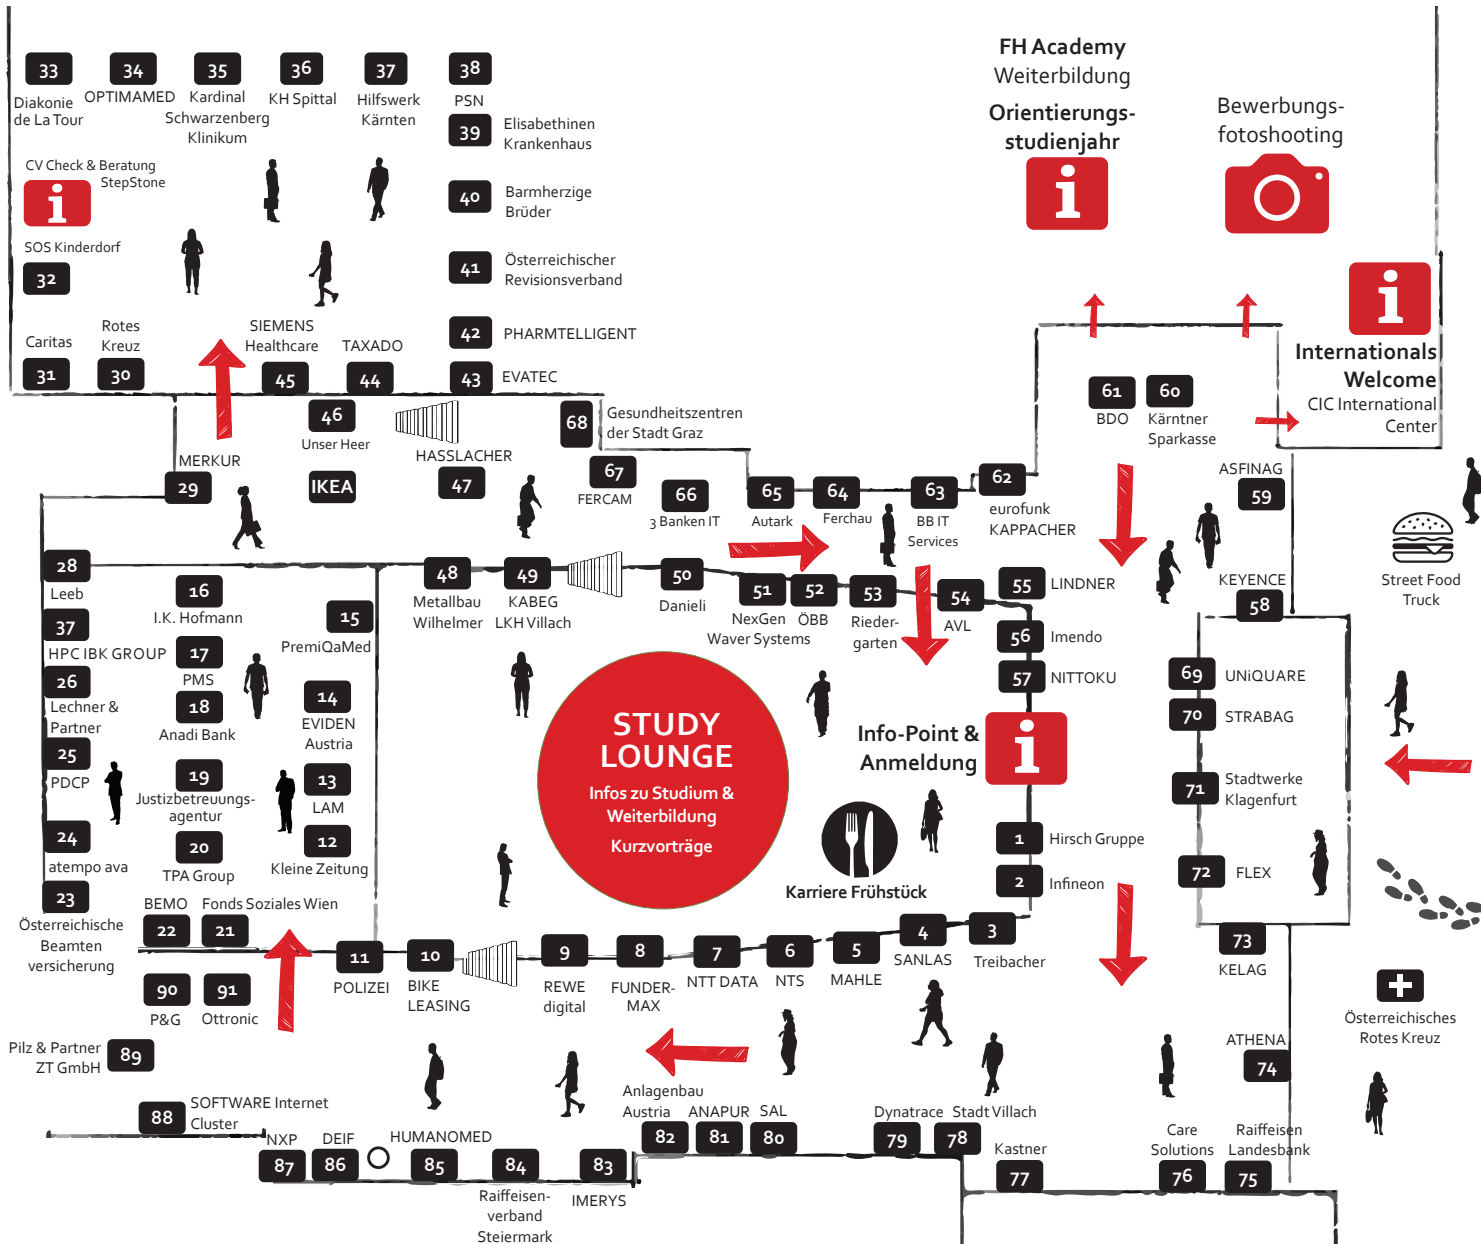 33
Diakonie
de La Tour
34
OPTIMAMED
35
Kardinal
Schwarzenberg
Klinikum
36
KH Spittal
37
Hilfswerk
Kärnten
38
PSN
39
Elisabethinen
Krankenhaus
40
Barmherzige
Brüder
41
Österreichischer
Revisionsverband
42
PHARMTELLIGENT
43
EVATEC
CV Check & Beratung
StepStone
i
SOS Kinderdorf
32
Caritas
31
Rotes
Kreuz
30
SIEMENS
Healthcare
45
TAXADO
44
46
Unser Heer
IKEA
HASSLACHER
47
MERKUR
29
68
Gesundheitszentren
der Stadt Graz
67
FERCAM
66
3 Banken IT
65
Autark
64
Ferchau
63
BB IT
Services
62
eurofunk
KAPPACHER
FH Academy
Weiterbildung
Orientierungs-
studienjahr
i
Bewerbungs-
fotoshooting
i
Internationals
Welcome
CIC International
Center
61
BDO
60
Kärntner
Sparkasse
ASFINAG
59
KEYENCE
58
Street Food
Truck
28
Leeb
37
HPC IBK GROUP
26
Lechner &
Partner
25
PDCP
24
atempo ava
23
Österreichische
Beamten
versicherung
16
I.K. Hofmann
17
PMS
18
Anadi Bank
19
Justizbetreuungs-
agentur
20
TPA Group
15
PremiQaMed
14
EVIDEN
Austria
13
LAM
12
Kleine Zeitung
BEMO
22
Fonds Soziales Wien
21
48
Metallbau
Wilhelmer
49
KABEG
LKH Villach
50
Danieli
51
NexGen
Waver Systems
52
ÖBB
53
Rieder-
garten
54
AVL
55
LINDNER
56
Imendo
57
NITTOKU
STUDY
LOUNGE
Infos zu Studium &
Weiterbildung
Kurzvorträge
Info-Point &
Anmeldung
i
Karriere Frühstück
1
Hirsch Gruppe
2
Infineon
3
Treibacher
4
SANLAS
5
MAHLE
6
NTS
7
NTT DATA
8
FUNDER-
MAX
9
REWE
digital
10
BIKE
LEASING
11
POLIZEI
69
UNiQUARE
70
STRABAG
71
Stadtwerke
Klagenfurt
72
FLEX
73
KELAG
Österreichisches
Rotes Kreuz
ATHENA
74
90
P&G
91
Ottronic
Pilz & Partner
ZT GmbH
89
88
SOFTWARE Internet
Cluster
NXP
87
DEIF
86
HUMANOMED
85
84
Raiffeisen-
verband
Steiermark
83
IMERYS
Anlagenbau
Austria
82
ANAPUR
81
SAL
80
Dynatrace
79
Stadt Villach
78
Kastner
77
Care
Solutions
76
Raiffeisen
Landesbank
75